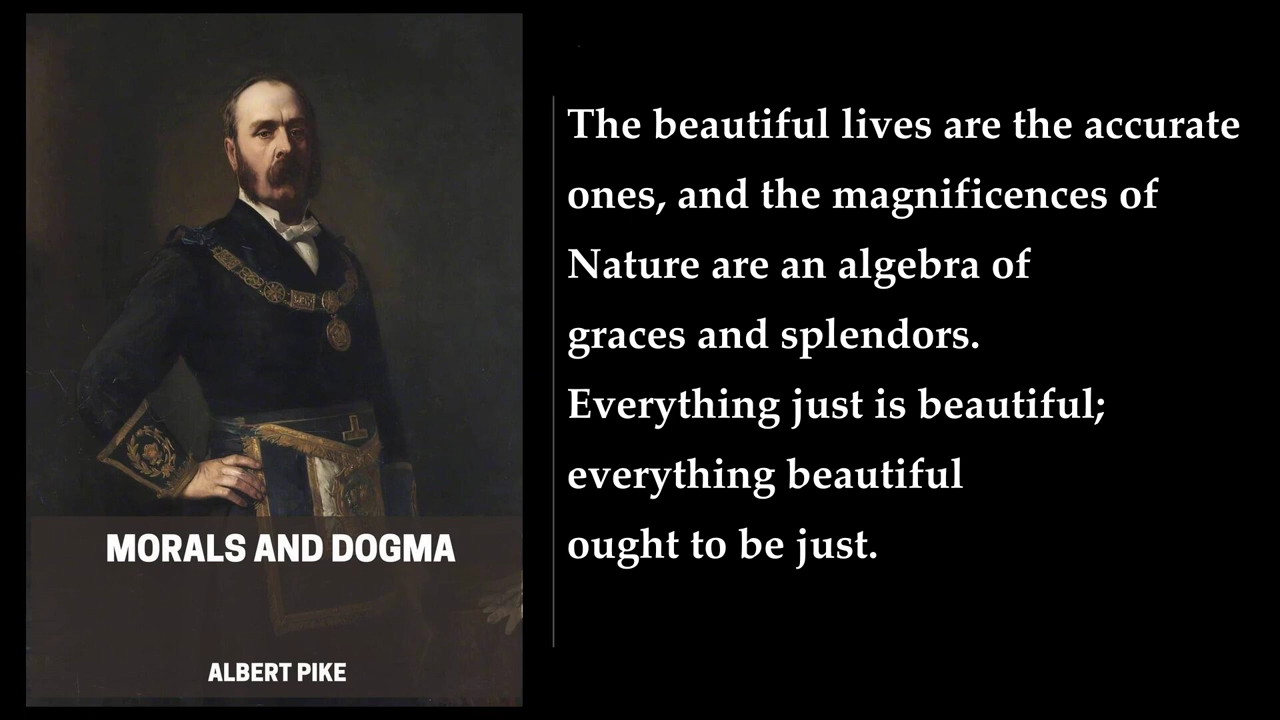 MORALS AND DOGMA
ALBERT PIKE
The beautiful lives are the accurate
ones, and the magnificences of
Nature are an algebra of
graces and splendors.
Everything just is beautiful;
everything beautiful
ought to be just.